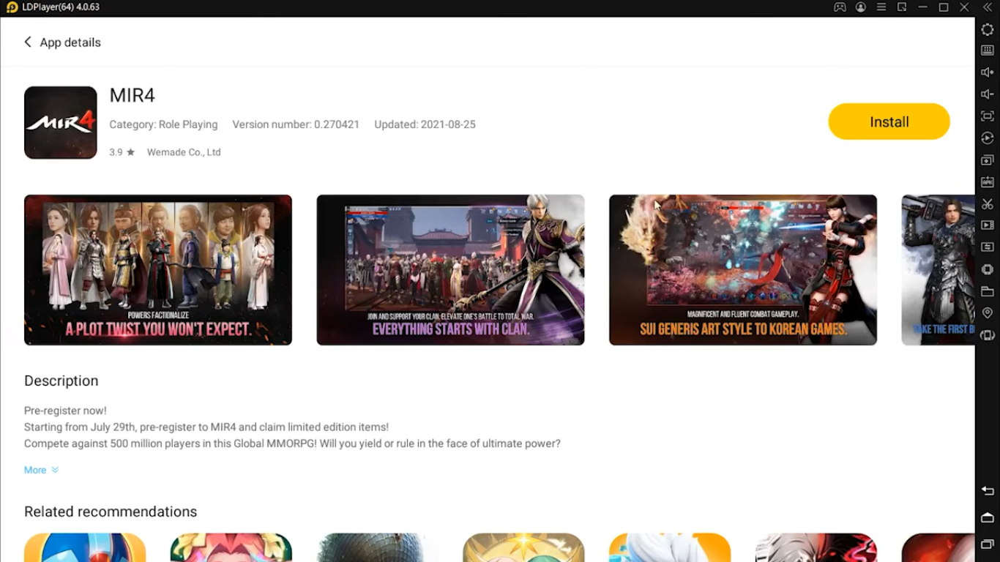 LDPlayer(64) 4.0.63
App details
MIR4
MIR4
Category: Role Playing Version number: 0.270421 Updated: 2021-08-25
Install
3.9 ★ Wemade Co., Ltd
POWERS FACTIONALIZE
A PLOT TWIST YOU WON'T EXPECT.
JOIN AND SUPPORT YOUR CLAN. ELEVATE ONE'S BATTLE TO TOTAL WAR.
EVERYTHING STARTS WITH CLAN.
MAGNIFICENT AND FLUENT COMBAT GAMEPLAY.
SUI GENERIS ART STYLE TO KOREAN GAMES.
TAKE THE FIRST
Description
Pre-register now!
Starting from July 29th, pre-register to MIR4 and claim limited edition items!
Compete against 500 million players in this Global MMORPG! Will you yield or rule in the face of ultimate power?
More
Related recommendations